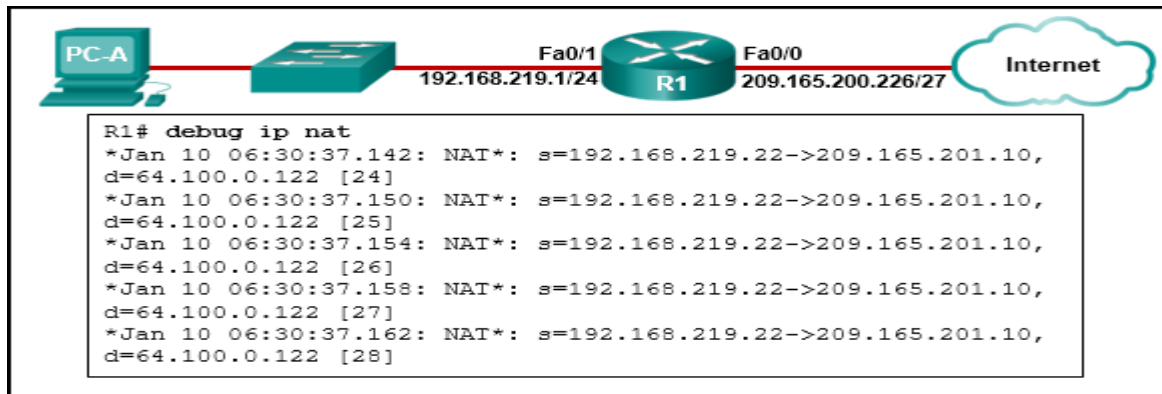 PC-A
Fa0/1
192.168.219.1/24
R1
Fa0/0
209.165.200.226/27
Internet
R1# debug ip nat
*Jan 10 06:30:37.142: NAT*: s=192.168.219.22->209.165.201.10,
d=64.100.0.122 [24]
*Jan 10 06:30:37.150: NAT*: s=192.168.219.22->209.165.201.10,
d=64.100.0.122 [25]
*Jan 10 06:30:37.154: NAT*: s=192.168.219.22->209.165.201.10,
d=64.100.0.122 [26]
*Jan 10 06:30:37.158: NAT*: s=192.168.219.22->209.165.201.10,
d=64.100.0.122 [27]
*Jan 10 06:30:37.162: NAT*: s=192.168.219.22->209.165.201.10,
d=64.100.0.122 [28]